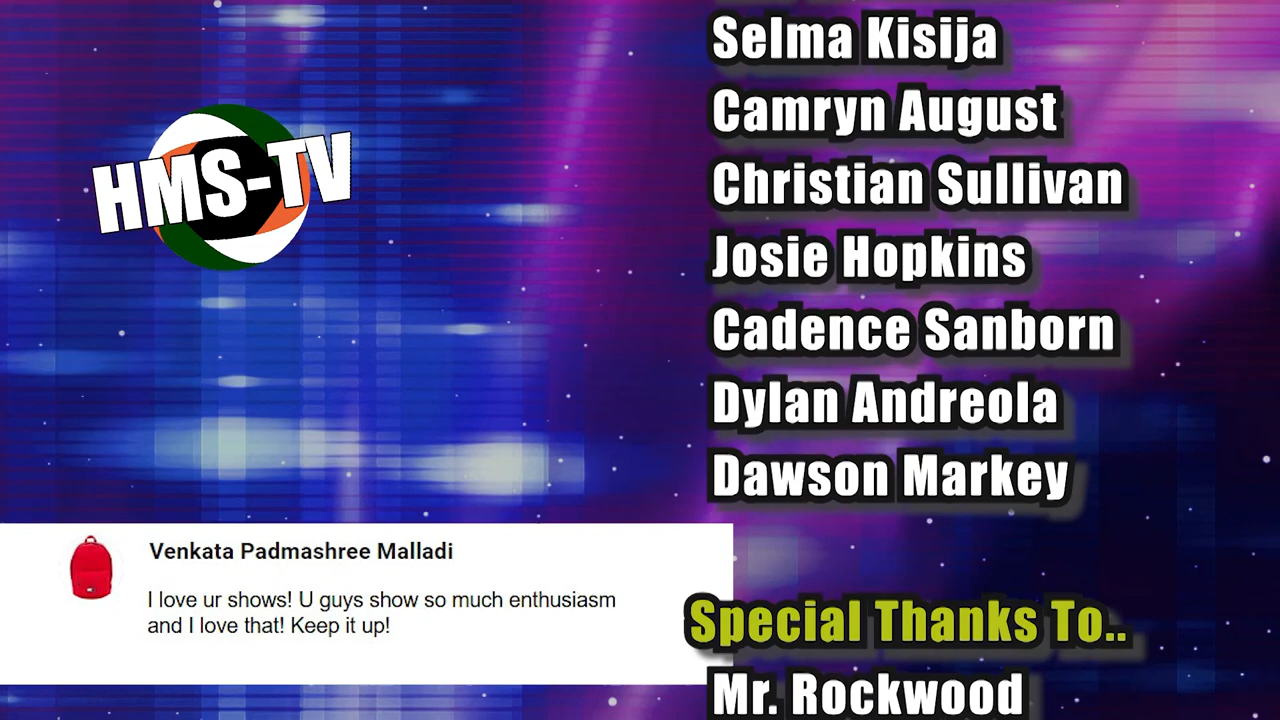 HMS-TV
Selma Kisija
Camryn August
Christian Sullivan
Josie Hopkins
Cadence Sanborn
Dylan Andreola
Dawson Markey
Venkata Padmashree Malladi
I love ur shows! U guys show so much enthusiasm
and I love that! Keep it up!
Special Thanks To..
Mr. Rockwood